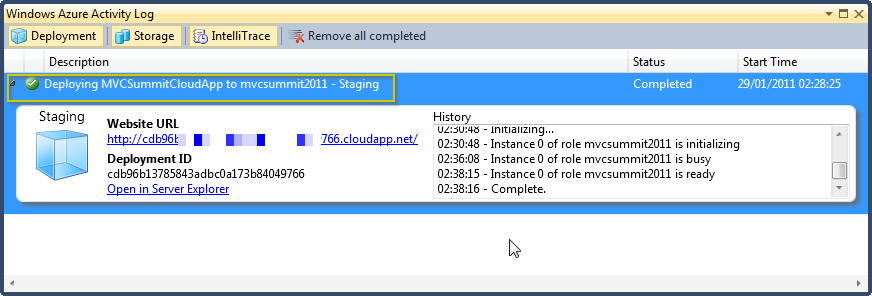 Windows Azure Activity Log
Deployment Storage IntelliTrace Remove all completed
Description Status Start Time
Deploying MVCSummitCloudApp to mvcsummit2011 - Staging Completed 29/01/2011 02:28:25
Staging
Website URL
http://cdb96b 766.cloudapp.net/
Deployment ID
cdb96b13785843adbc0a173b84049766
Open in Server Explorer
History
02:30:48 - Initializing...
02:30:48 - Instance 0 of role mvcsummit2011 is initializing
02:36:08 - Instance 0 of role mvcsummit2011 is busy
02:38:15 - Instance 0 of role mvcsummit2011 is ready
02:38:16 - Complete.